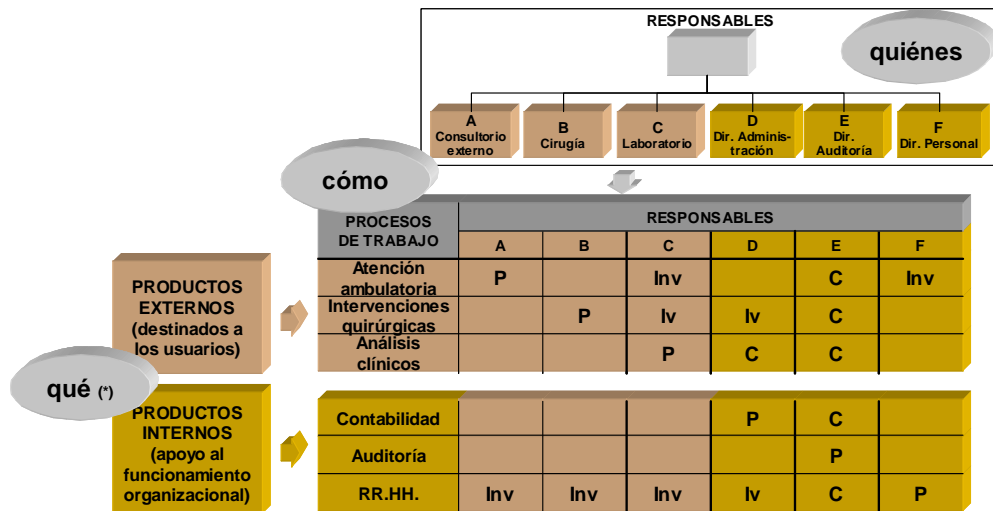 RESPONSABLES
quiénes
A
Consultorio
externo
B
Cirugía
C
Laboratorio
D
Dir. Adminis-
tración
E
Dir.
Auditoría
F
Dir. Personal
cómo
PROCESOS
DE TRABAJO
RESPONSABLES
A B C D E F
Atención
ambulatoria
P Inv C Inv
Intervenciones
quirúrgicas
P Iv Iv C
Análisis
clínicos
P C C
PRODUCTOS
EXTERNOS
(destinados a
los usuarios)
qué (*)
PRODUCTOS
INTERNOS
(apoyo al
funcionamiento
organizacional)
Contabilidad P C
Auditoría P
RR.HH. Inv Inv Inv Iv C P